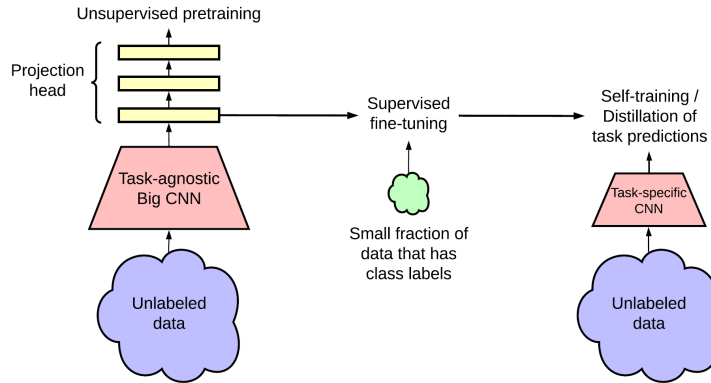 Unsupervised pretraining
Projection
head
Task-agnostic
Big CNN
Unlabeled
data
Supervised
fine-tuning
Small fraction of
data that has
class labels
Self-training /
Distillation of
task predictions
Task-specific
CNN
Unlabeled
data